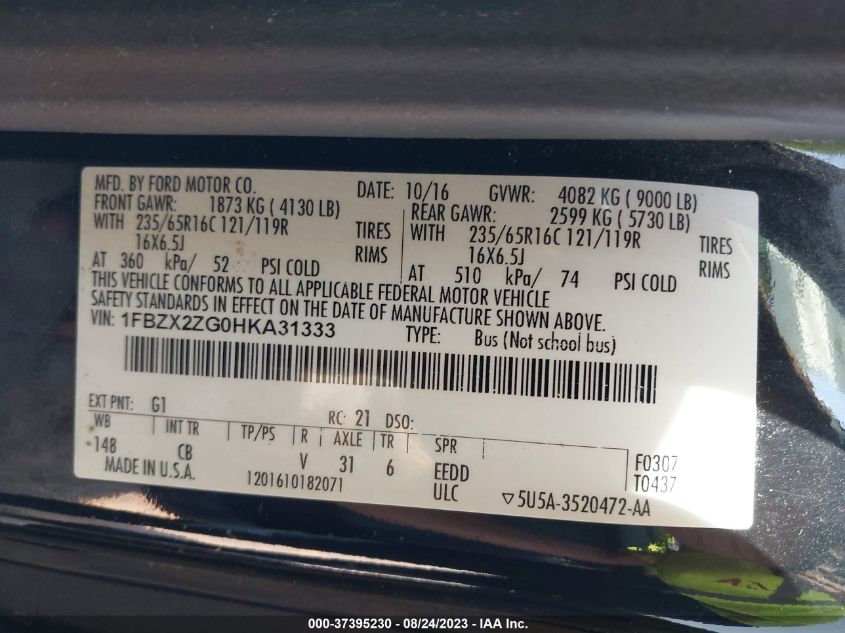 MFD. BY FORD MOTOR CO. DATE: 10/16 GVWR: 4082 KG (9000 LB)
FRONT GAWR: 1873 KG (4130 LB) REAR GAWR: 2599 KG (5730 LB)
WITH 235/65R16C 121/119R TIRES WITH 235/65R16C 121/119R TIRES
16X6.5J RIMS 16X6.5J RIMS
AT 360 kPa/ 52 PSI COLD AT 510 kPa/ 74 PSI COLD
THIS VEHICLE CONFORMS TO ALL APPLICABLE FEDERAL MOTOR VEHICLE
SAFETY STANDARDS IN EFFECT ON THE DATE OF MANUFACTURE SHOWN ABOVE.
VIN: 1FBZX2ZG0HKA31333 TYPE: Bus (Not school bus)
EXT PNT: G1 RC: 21 DSO:
WB INT TR TP/PS R AXLE TR SPR F0307
*148 CB V 31 6 EEDD T0437
MADE IN U.S.A. 1201610182071 ULC ▽5U5A-3520472-AA
000-37395230 - 08/24/2023 - IAA Inc.